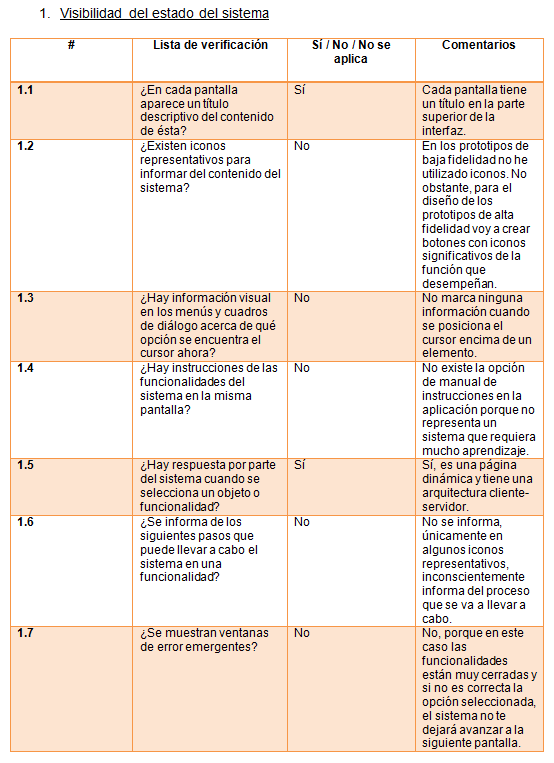 1. Visibilidad del estado del sistema
# Lista de verificación Sí / No / No se
aplica Comentarios
1.1 ¿En cada pantalla
aparece un título
descriptivo del contenido
de ésta? Sí Cada pantalla tiene
un título en la parte
superior de la
interfaz.
1.2 ¿Existen iconos
representativos para
informar del contenido del
sistema? No En los prototipos de
baja fidelidad no he
utilizado iconos. No
obstante, para el
diseño de los
prototipos de alta
fidelidad voy a crear
botones con iconos
significativos de la
función que
desempeñan.
1.3 ¿Hay información visual
en los menús y cuadros
de diálogo acerca de qué
opción se encuentra el
cursor ahora? No No marca ninguna
información cuando
se posiciona el
cursor encima de un
elemento.
1.4 ¿Hay instrucciones de las
funcionalidades del
sistema en la misma
pantalla? No No existe la opción
de manual de
instrucciones en la
aplicación porque no
representa un
sistema que requiera
mucho aprendizaje.
1.5 ¿Hay respuesta por parte
del sistema cuando se
selecciona un objeto o
funcionalidad? Sí Sí, es una página
dinámica y tiene una
arquitectura cliente-
servidor.
1.6 ¿Se informa de los
siguientes pasos que
puede llevar a cabo el
sistema en una
funcionalidad? No No se informa,
únicamente en
algunos iconos
representativos,
inconscientemente
informa del proceso
que se va a llevar a
cabo.
1.7 ¿Se muestran ventanas
de error emergentes? No No, porque en este
caso las
funcionalidades
están muy cerradas y
si no es correcta la
opción seleccionada,
el sistema no te
dejará avanzar a la
siguiente pantalla.